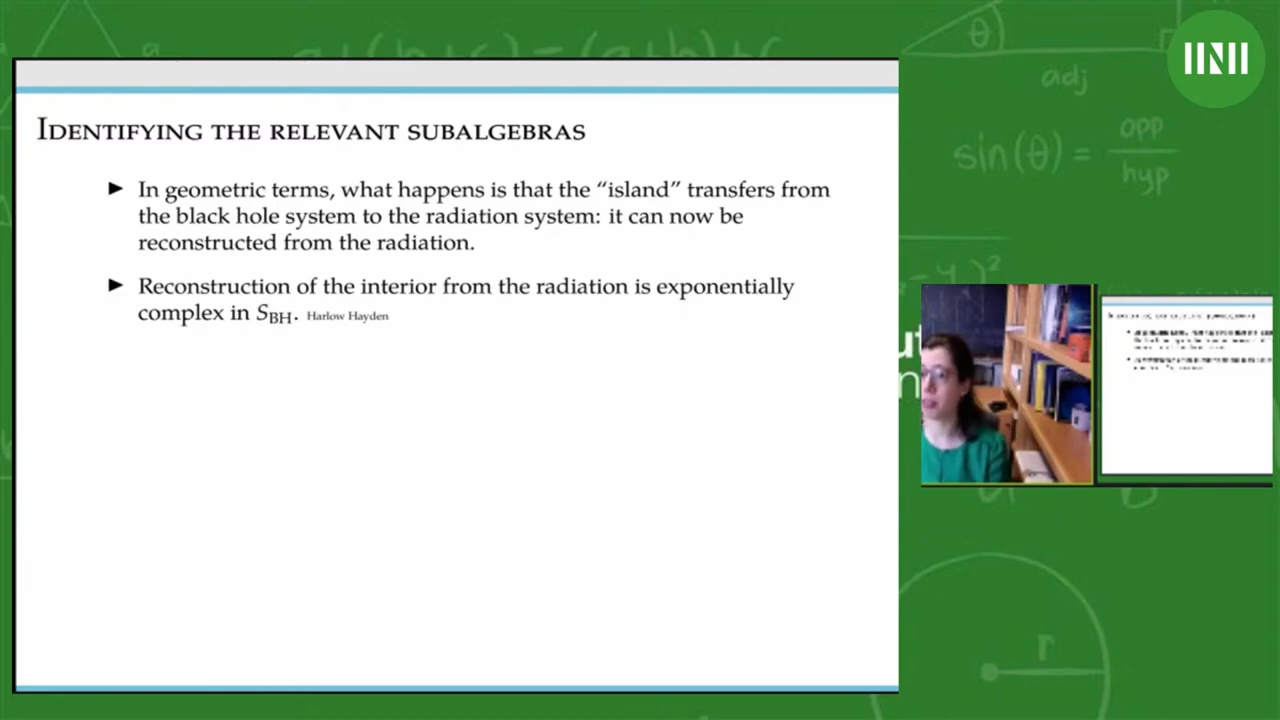 IDENTIFYING THE RELEVANT SUBALGEBRAS
► In geometric terms, what happens is that the “island” transfers from
the black hole system to the radiation system: it can now be
reconstructed from the radiation.
► Reconstruction of the interior from the radiation is exponentially
complex in S_BH. Harlow Hayden
θ
adj
sin(θ) = opp
hyp
r